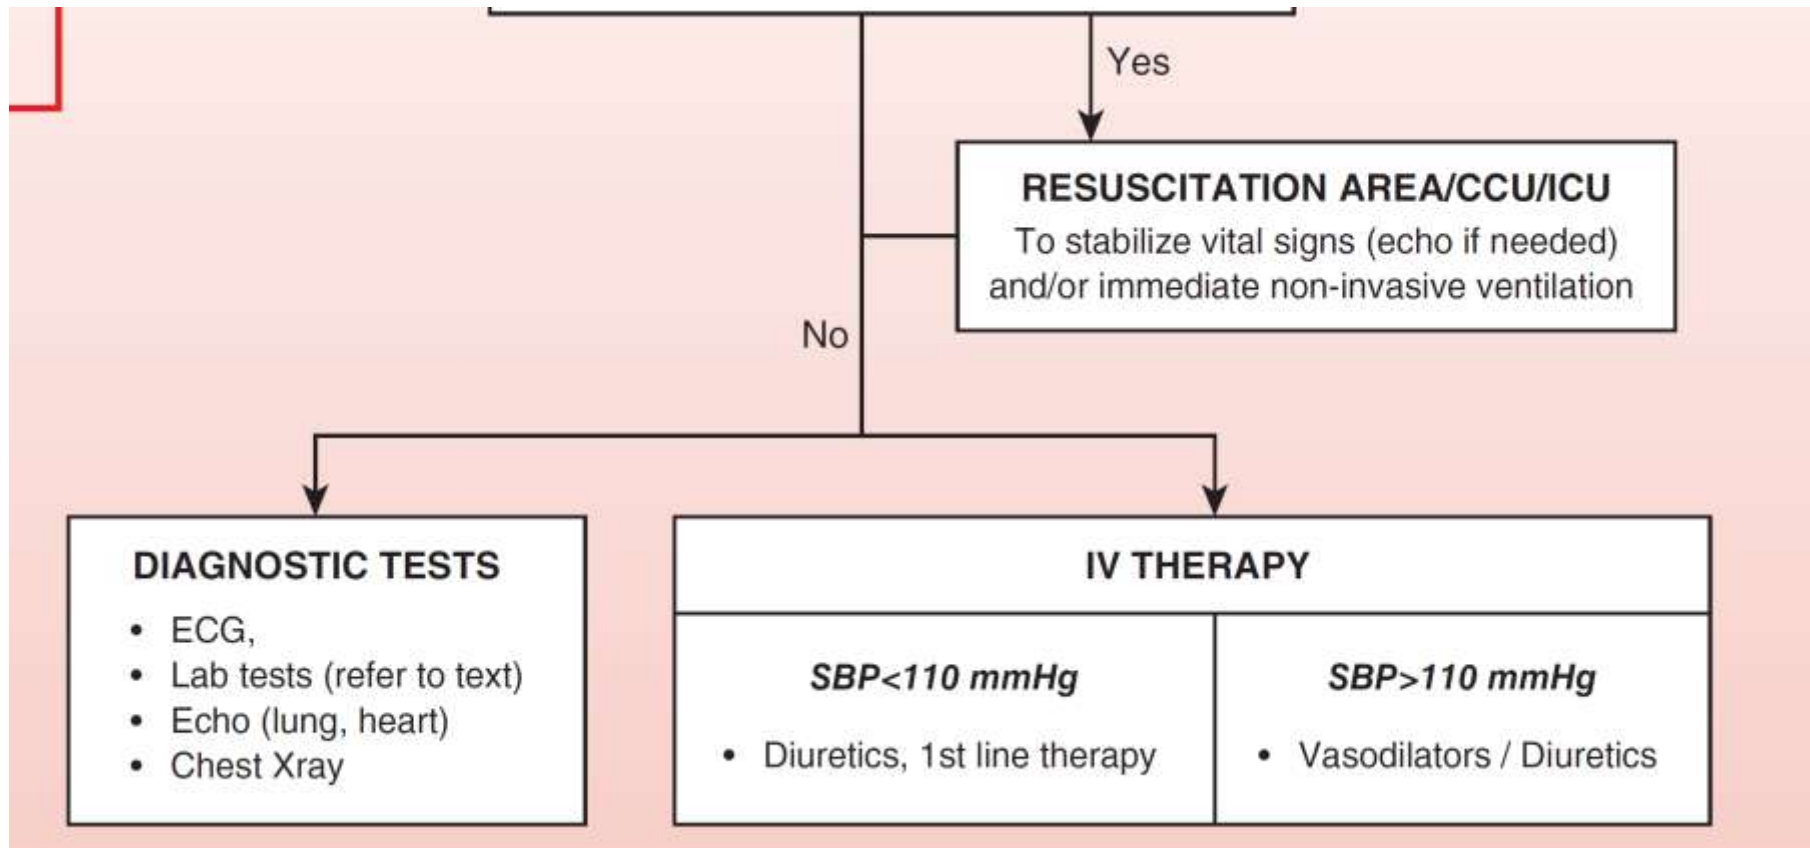 Yes
RESUSCITATION AREA/CCU/ICU
To stabilize vital signs (echo if needed)
and/or immediate non-invasive ventilation
No
DIAGNOSTIC TESTS
• ECG,
• Lab tests (refer to text)
• Echo (lung, heart)
• Chest Xray
IV THERAPY
SBP<110 mmHg
• Diuretics, 1st line therapy
SBP>110 mmHg
• Vasodilators / Diuretics